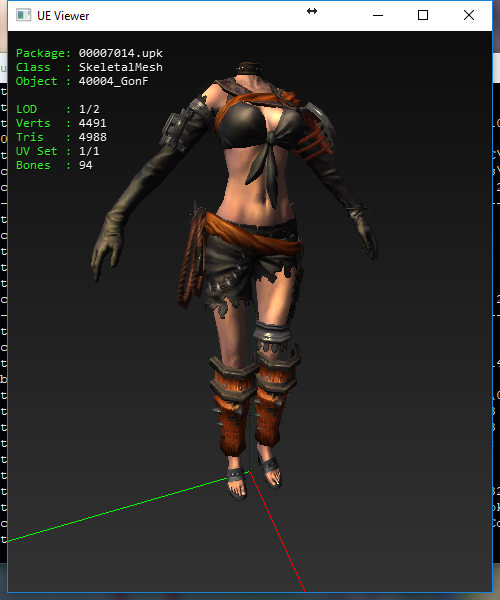 UE Viewer
Package: 00007014.upk
Class : SkeletalMesh
Object : 40004_GonF
LOD : 1/2
Verts : 4491
Tris : 4988
UV Set : 1/1
Bones : 94